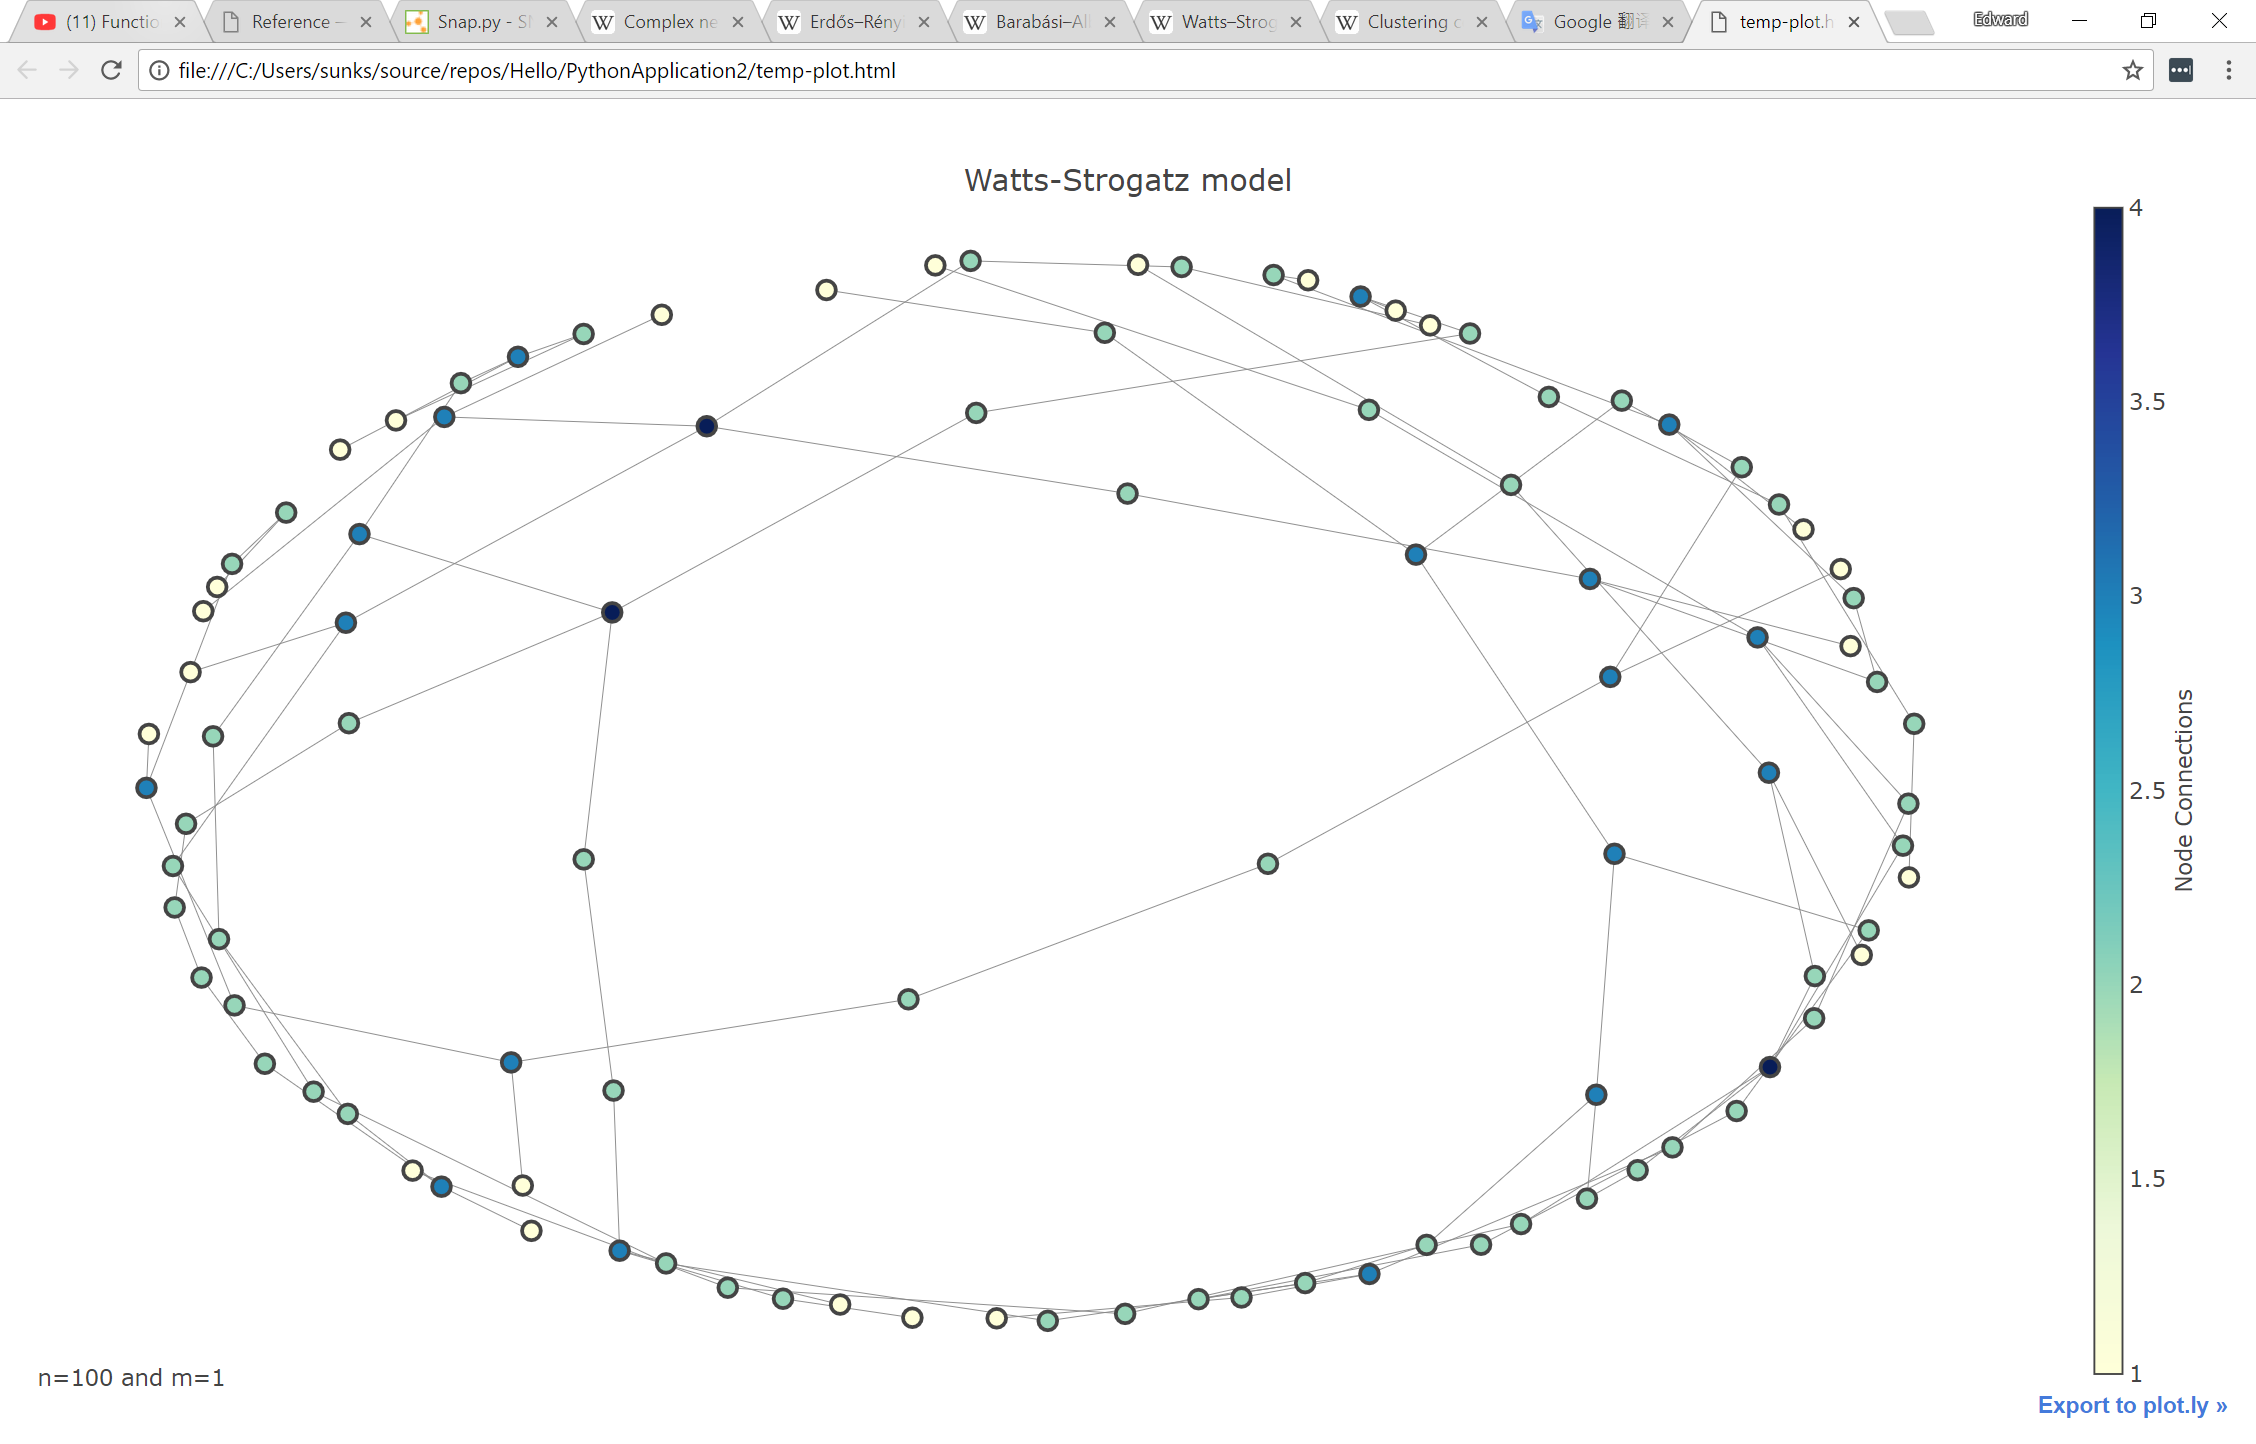 (11) Functio
Reference –
Snap.py - S
Complex ne
Erdős–Rény
Barabási–Al
Watts–Strog
Clustering
Google 翻译
temp-plot.h
Edward
file:///C:/Users/sunks/source/repos/Hello/PythonApplication2/temp-plot.html
Watts-Strogatz model
4
3.5
3
2.5
2
1.5
1
Node Connections
n=100 and m=1
Export to plot.ly »